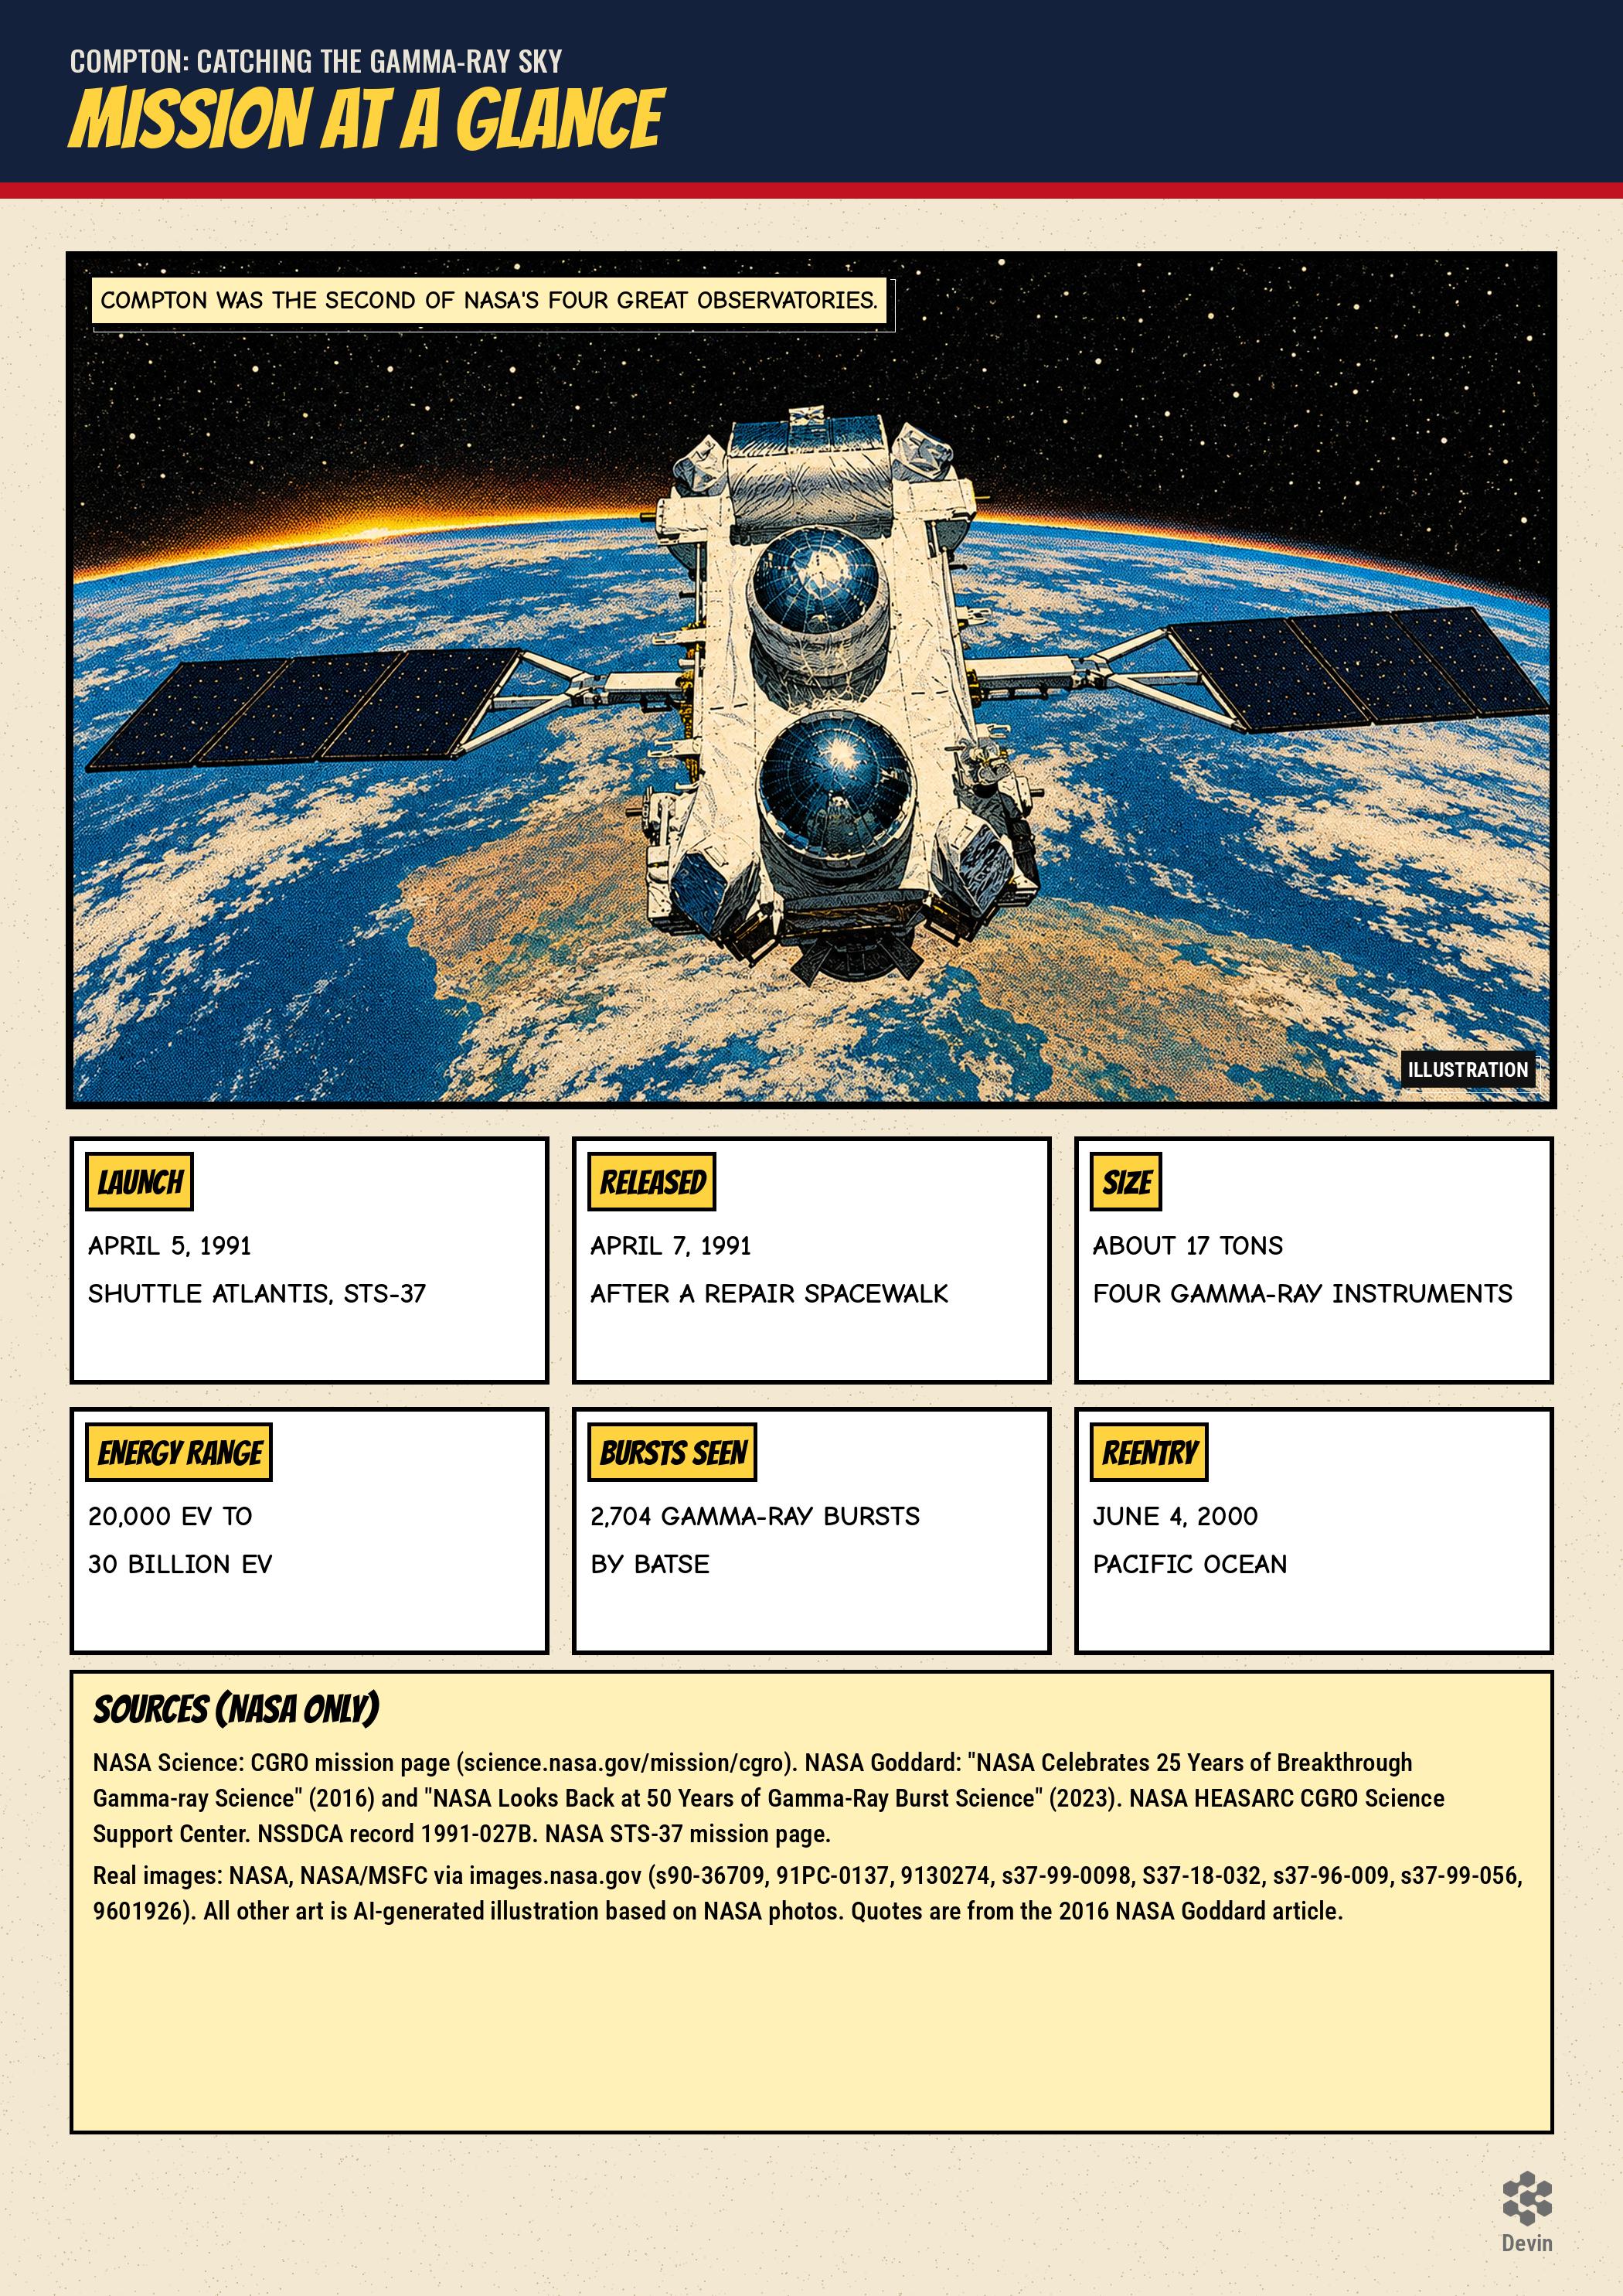 COMPTON: CATCHING THE GAMMA-RAY SKY
MISSION AT A GLANCE
COMPTON WAS THE SECOND OF NASA'S FOUR GREAT OBSERVATORIES.
ILLUSTRATION
LAUNCH
APRIL 5, 1991
SHUTTLE ATLANTIS, STS-37
RELEASED
APRIL 7, 1991
AFTER A REPAIR SPACEWALK
SIZE
ABOUT 17 TONS
FOUR GAMMA-RAY INSTRUMENTS
ENERGY RANGE
20,000 EV TO
30 BILLION EV
BURSTS SEEN
2,704 GAMMA-RAY BURSTS
BY BATSE
REENTRY
JUNE 4, 2000
PACIFIC OCEAN
SOURCES (NASA ONLY)
NASA Science: CGRO mission page (science.nasa.gov/mission/cgro). NASA Goddard: "NASA Celebrates 25 Years of Breakthrough
Gamma-ray Science" (2016) and "NASA Looks Back at 50 Years of Gamma-Ray Burst Science" (2023). NASA HEASARC CGRO Science
Support Center. NSSDCA record 1991-027B. NASA STS-37 mission page.
Real images: NASA, NASA/MSFC via images.nasa.gov (s90-36709, 91PC-0137, 9130274, s37-99-0098, S37-18-032, s37-96-009, s37-99-056,
9601926). All other art is AI-generated illustration based on NASA photos. Quotes are from the 2016 NASA Goddard article.
Devin